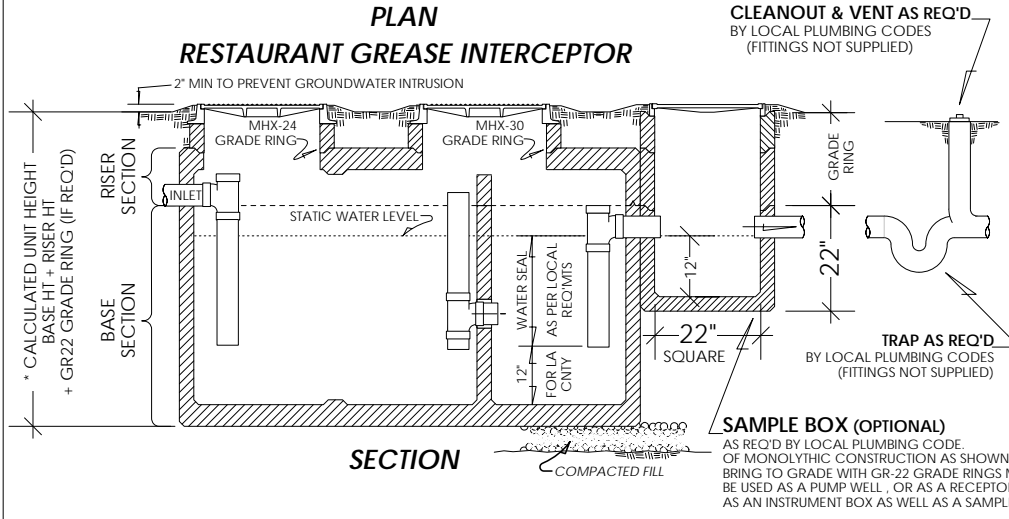 PLAN
RESTAURANT GREASE INTERCEPTOR
CLEANOUT & VENT AS REQ'D
BY LOCAL PLUMBING CODES
(FITTINGS NOT SUPPLIED)
2" MIN TO PREVENT GROUNDWATER INTRUSION
MHX-24
GRADE RING
MHX-30
GRADE RING
* CALCULATED UNIT HEIGHT
BASE HT + RISER HT
+ GR22 GRADE RING (IF REQ'D)
RISER
SECTION
BASE
SECTION
INLET
STATIC WATER LEVEL
WATER SEAL
AS PER LOCAL
REQ'MTS
12"
FOR LA
CNTY
GRADE
RING
22"
12"
22"
SQUARE
TRAP AS REQ'D
BY LOCAL PLUMBING CODES
(FITTINGS NOT SUPPLIED)
SECTION
COMPACTED FILL
SAMPLE BOX (OPTIONAL)
AS REQ'D BY LOCAL PLUMBING CODE.
OF MONOLYTHIC CONSTRUCTION AS SHOWN
BRING TO GRADE WITH GR-22 GRADE RINGS
BE USED AS A PUMP WELL , OR AS A RECEPTO
AS AN INSTRUMENT BOX AS WELL AS A SAMPL